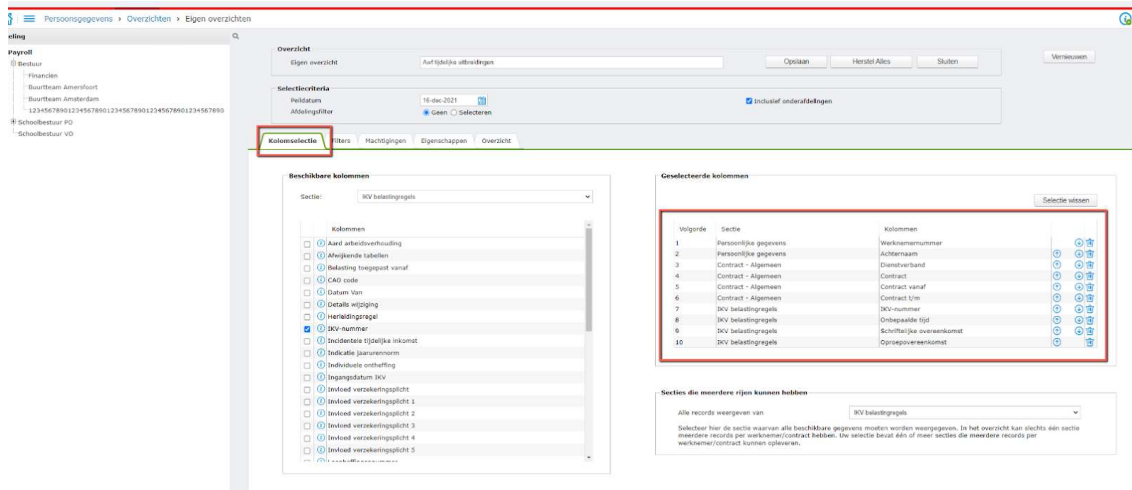 Persoonsgegevens › Overzichten › Eigen overzichten
eling
Payroll
Bestuur
Financien
Buurtteam Amersfoort
Buurtteam Amsterdam
123456789012345678901234567890123456789 0
Schoolbestuur PO
Schoolbestuur VO
Overzicht
Eigen overzicht Awf tijdelijke uitbreidingen Opslaan Herstel Alles Sluiten Vernieuwen
Selectiecriteria
Peildatum 16-dec-2021 Inclusief onderafdelingen
Afdelingsfilter Geen Selecteren
Kolomselectie Filters Machtigingen Eigenschappen Overzicht
Beschikbare kolommen
Sectie: IKV belastingregels
Kolommen
Aard arbeidsverhouding
Afwijkende tabellen
Belasting toegepast vanaf
CAO code
Datum Van
Details wijziging
Herleidingsregel
IKV-nummer
Incidentele tijdelijke inkomst
Indicatie jaarurennorm
Individuele ontheffing
Ingangsdatum IKV
Invloed verzekeringsplicht
Invloed verzekeringsplicht 1
Invloed verzekeringsplicht 2
Invloed verzekeringsplicht 3
Invloed verzekeringsplicht 4
Invloed verzekeringsplicht 5
Geselecteerde kolommen
Selectie wissen
Volgorde Sectie Kolommen
1 Persoonlijke gegevens Werknemernummer
2 Persoonlijke gegevens Achternaam
3 Contract - Algemeen Dienstverband
4 Contract - Algemeen Contract
5 Contract - Algemeen Contract vanaf
6 Contract - Algemeen Contract t/m
7 IKV belastingregels IKV-nummer
8 IKV belastingregels Onbepaalde tijd
9 IKV belastingregels Schriftelijke overeenkomst
10 IKV belastingregels Oproepovereenkomst
Secties die meerdere rijen kunnen hebben
Alle records weergeven van IKV belastingregels
Selecteer hier de sectie waarvan alle beschikbare gegevens moeten worden weergegeven. In het overzicht kan slechts één sectie
meerdere records per werknemer/contract hebben. Uw selectie bevat één of meer secties die meerdere records per
werknemer/contract kunnen opleveren.